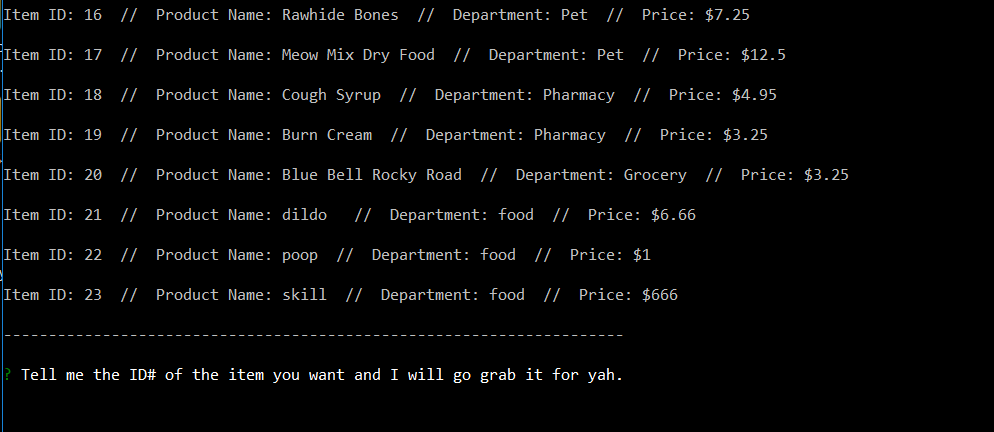 Item ID: 16  //  Product Name: Rawhide Bones  //  Department: Pet  //  Price: $7.25
Item ID: 17  //  Product Name: Meow Mix Dry Food  //  Department: Pet  //  Price: $12.5
Item ID: 18  //  Product Name: Cough Syrup  //  Department: Pharmacy  //  Price: $4.95
Item ID: 19  //  Product Name: Burn Cream  //  Department: Pharmacy  //  Price: $3.25
Item ID: 20  //  Product Name: Blue Bell Rocky Road  //  Department: Grocery  //  Price: $3.25
Item ID: 21  //  Product Name: dildo   //  Department: food  //  Price: $6.66
Item ID: 22  //  Product Name: poop  //  Department: food  //  Price: $1
Item ID: 23  //  Product Name: skill  //  Department: food  //  Price: $666
---------------------------------------------------------------------
? Tell me the ID# of the item you want and I will go grab it for yah.